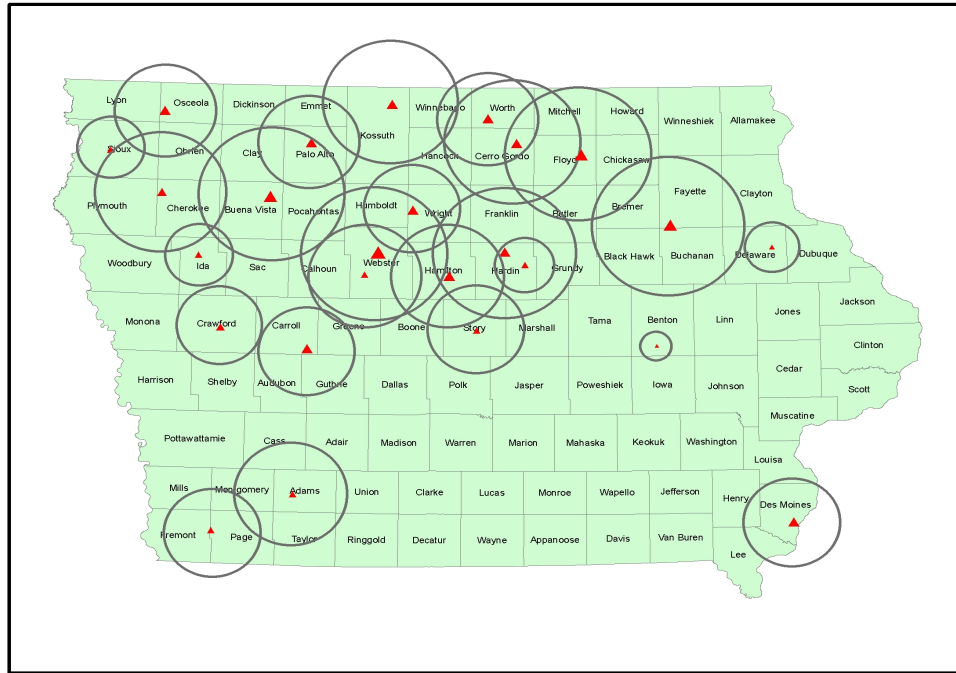 Lyon Osceola Dickinson Emmet Winnebago Worth Mitchell Howard Winneshiek Allamakee
Kossuth
Sioux Obrien Clay Palo Alto Hancock Cerro Gordo Floyd Chickasaw
Fayette Clayton
Plymouth Cherokee Buena Vista Pocahontas Humboldt Wright Franklin Butler Bremer
Woodbury Ida Sac Calhoun Webster Hamilton Hardin Grundy Black Hawk Buchanan Delaware Dubuque
Monona Crawford Carroll Greene Boone Story Marshall Tama Benton Linn Jones Jackson
Clinton
Harrison Shelby Audubon Guthrie Dallas Polk Jasper Poweshiek Iowa Johnson Cedar Scott
Muscatine
Pottawattamie Cass Adair Madison Warren Marion Mahaska Keokuk Washington
Louisa
Mills Montgomery Adams Union Clarke Lucas Monroe Wapello Jefferson Henry Des Moines
Fremont Page Taylor Ringgold Decatur Wayne Appanoose Davis Van Buren Lee